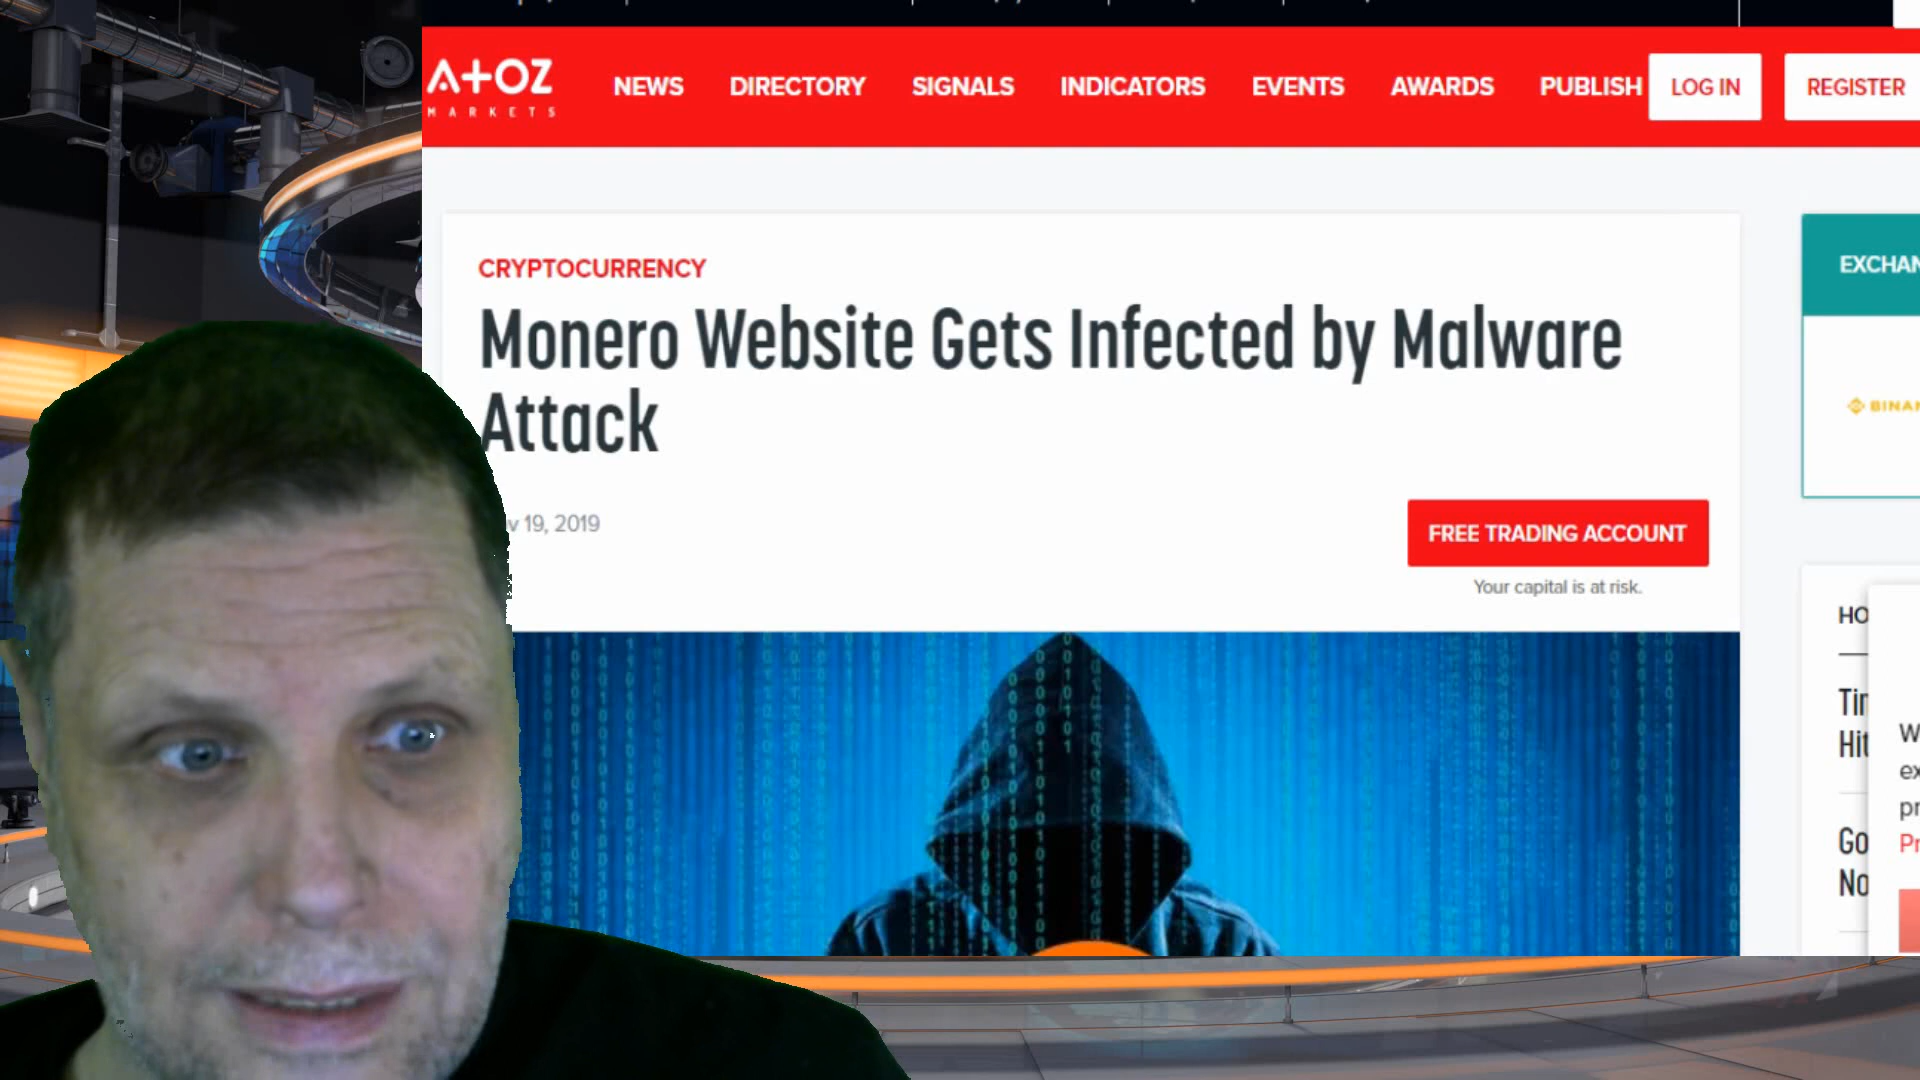 A+OZ
MARKETS
NEWS DIRECTORY SIGNALS INDICATORS EVENTS AWARDS PUBLISH LOG IN REGISTER
CRYPTOCURRENCY
Monero Website Gets Infected by Malware
Attack
19, 2019
FREE TRADING ACCOUNT
Your capital is at risk.